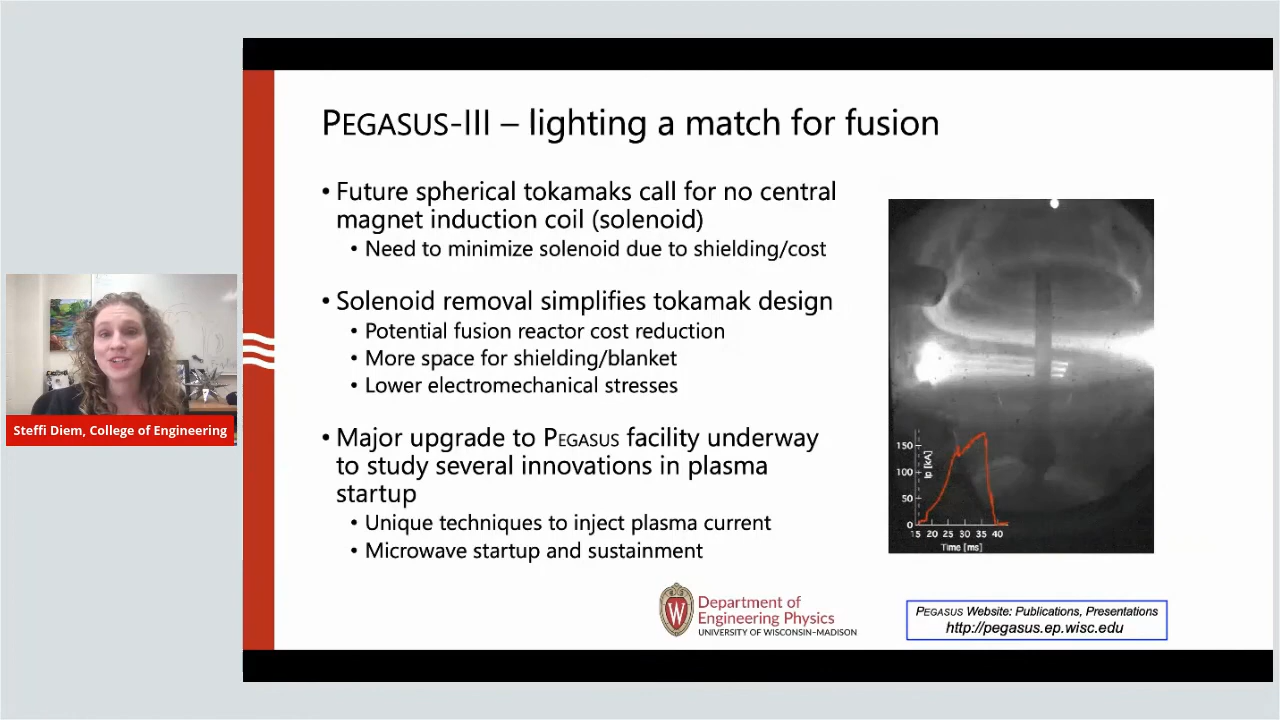 PEGASUS-III – lighting a match for fusion
• Future spherical tokamaks call for no central
magnet induction coil (solenoid)
• Need to minimize solenoid due to shielding/cost
• Solenoid removal simplifies tokamak design
• Potential fusion reactor cost reduction
• More space for shielding/blanket
• Lower electromechanical stresses
• Major upgrade to PEGASUS facility underway
to study several innovations in plasma
startup
• Unique techniques to inject plasma current
• Microwave startup and sustainment
Steffi Diem, College of Engineering
150
100
50
0
Ip [kA]
15 20 25 30 35 40
Time [ms]
W
Department of
Engineering Physics
UNIVERSITY OF WISCONSIN–MADISON
PEGASUS Website: Publications, Presentations
http://pegasus.ep.wisc.edu